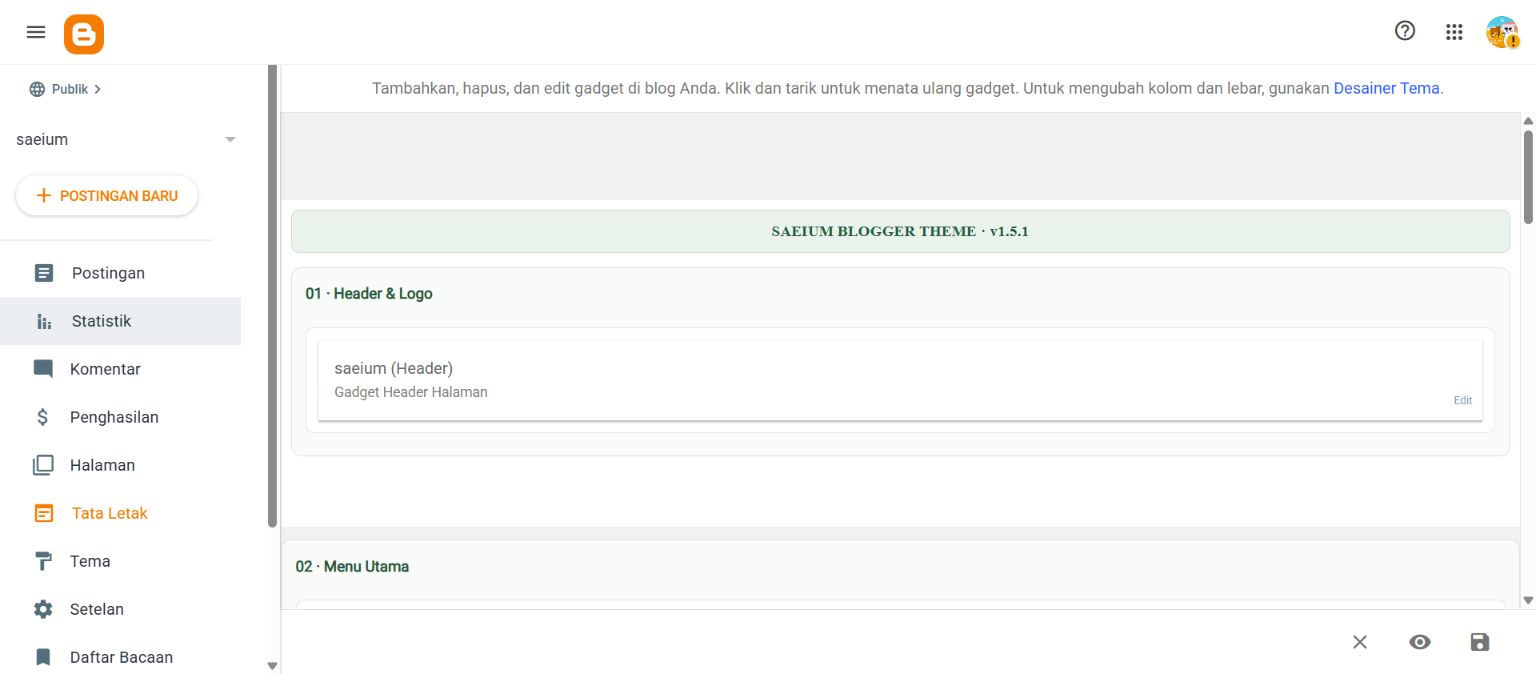 Publik
Tambahkan, hapus, dan edit gadget di blog Anda. Klik dan tarik untuk menata ulang gadget. Untuk mengubah kolom dan lebar, gunakan Desainer Tema.
saeium
POSTINGAN BARU
Postingan
Statistik
Komentar
Penghasilan
Halaman
Tata Letak
Tema
Setelan
Daftar Bacaan
SAEIUM BLOGGER THEME · v1.5.1
01 · Header & Logo
saeium (Header)
Gadget Header Halaman
Edit
02 · Menu Utama